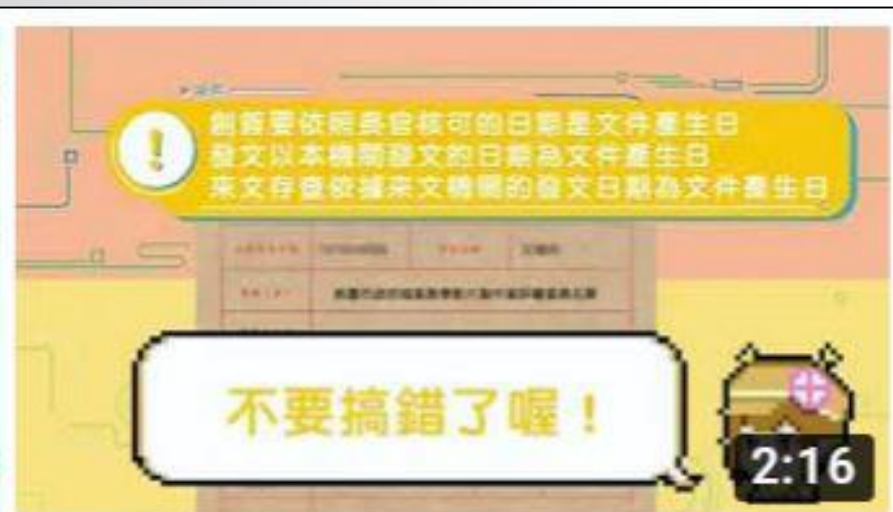 !
創簽要依照長官核可的日期是文件產生日
發文以本機關發文的日期為文件產生日
來文存查依據來文機關的發文日期為文件產生日
不要搞錯了喔！
2:16